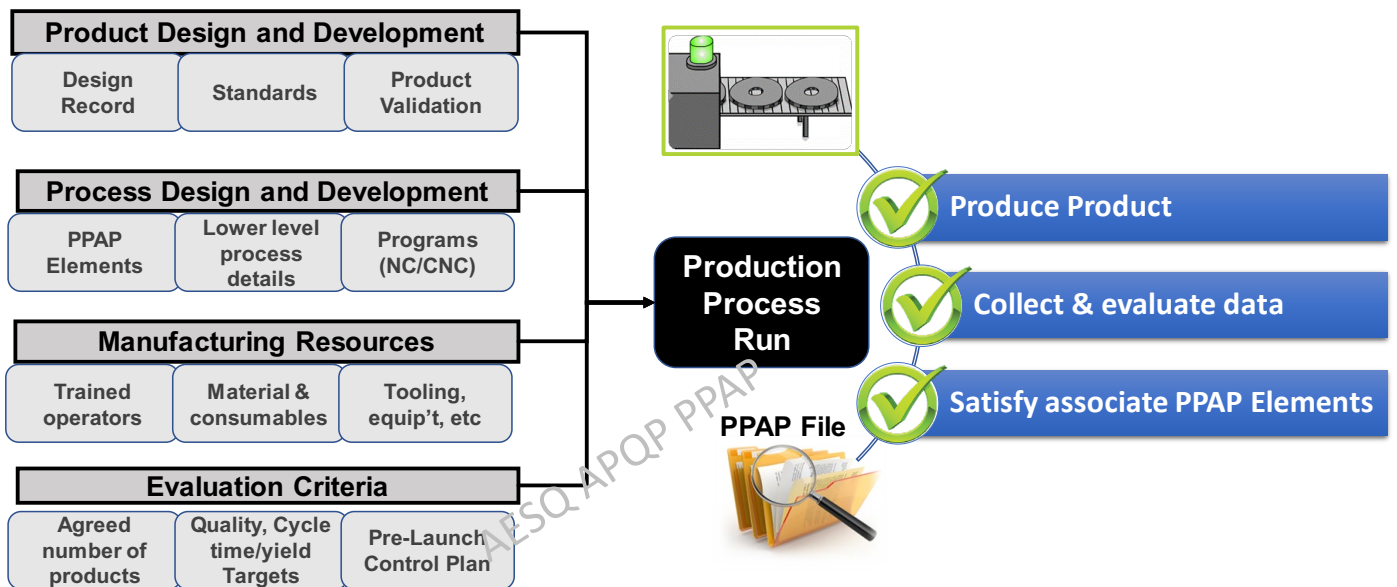 Product Design and Development
Design
Record
Standards
Product
Validation
Process Design and Development
PPAP
Elements
Lower level
process
details
Programs
(NC/CNC)
Manufacturing Resources
Trained
operators
Material &
consumables
Tooling,
equip't, etc
Evaluation Criteria
Agreed
number of
products
Quality, Cycle
time/yield
Targets
Pre-Launch
Control Plan
Production
Process
Run
AESQ APQP PPAP
PPAP File
Produce Product
Collect & evaluate data
Satisfy associate PPAP Elements